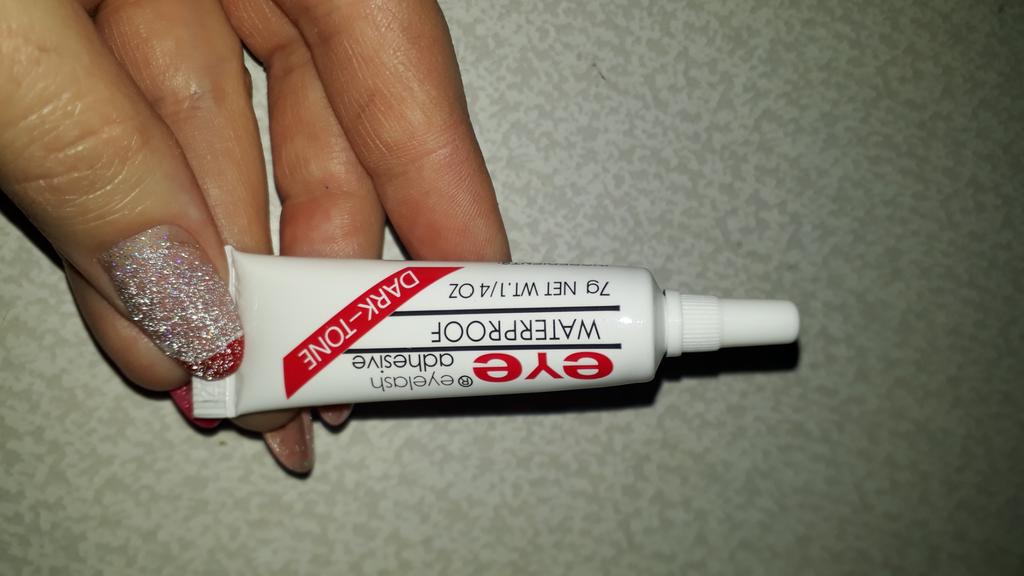 eye® eyelash
adhesive
WATERPROOF
7g NET WT.1/4 OZ
DARK-TONE